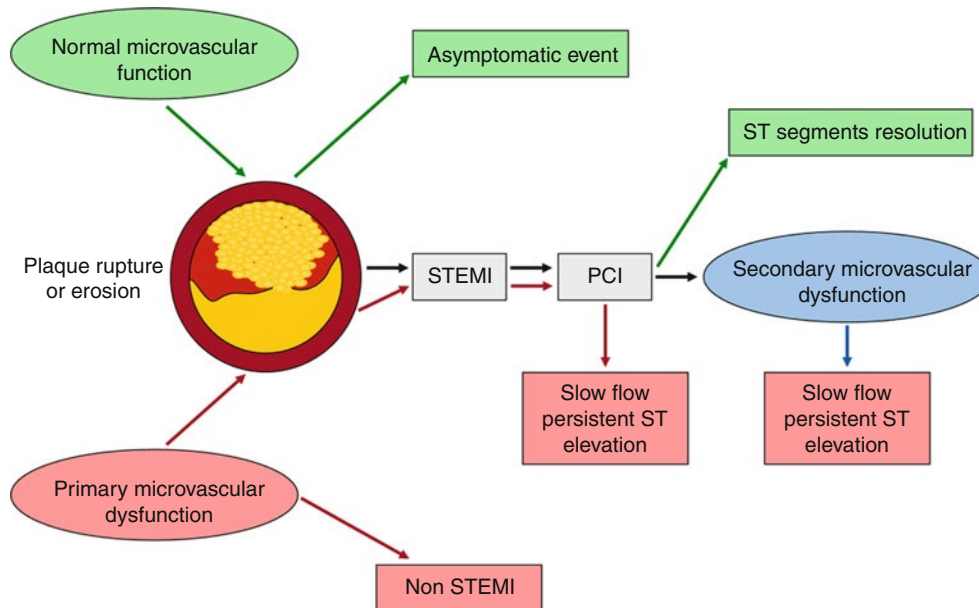 Normal microvascular
function
Asymptomatic event
ST segments resolution
Plaque rupture
or erosion
STEMI
PCI
Secondary microvascular
dysfunction
Slow flow
persistent ST
elevation
Slow flow
persistent ST
elevation
Primary microvascular
dysfunction
Non STEMI